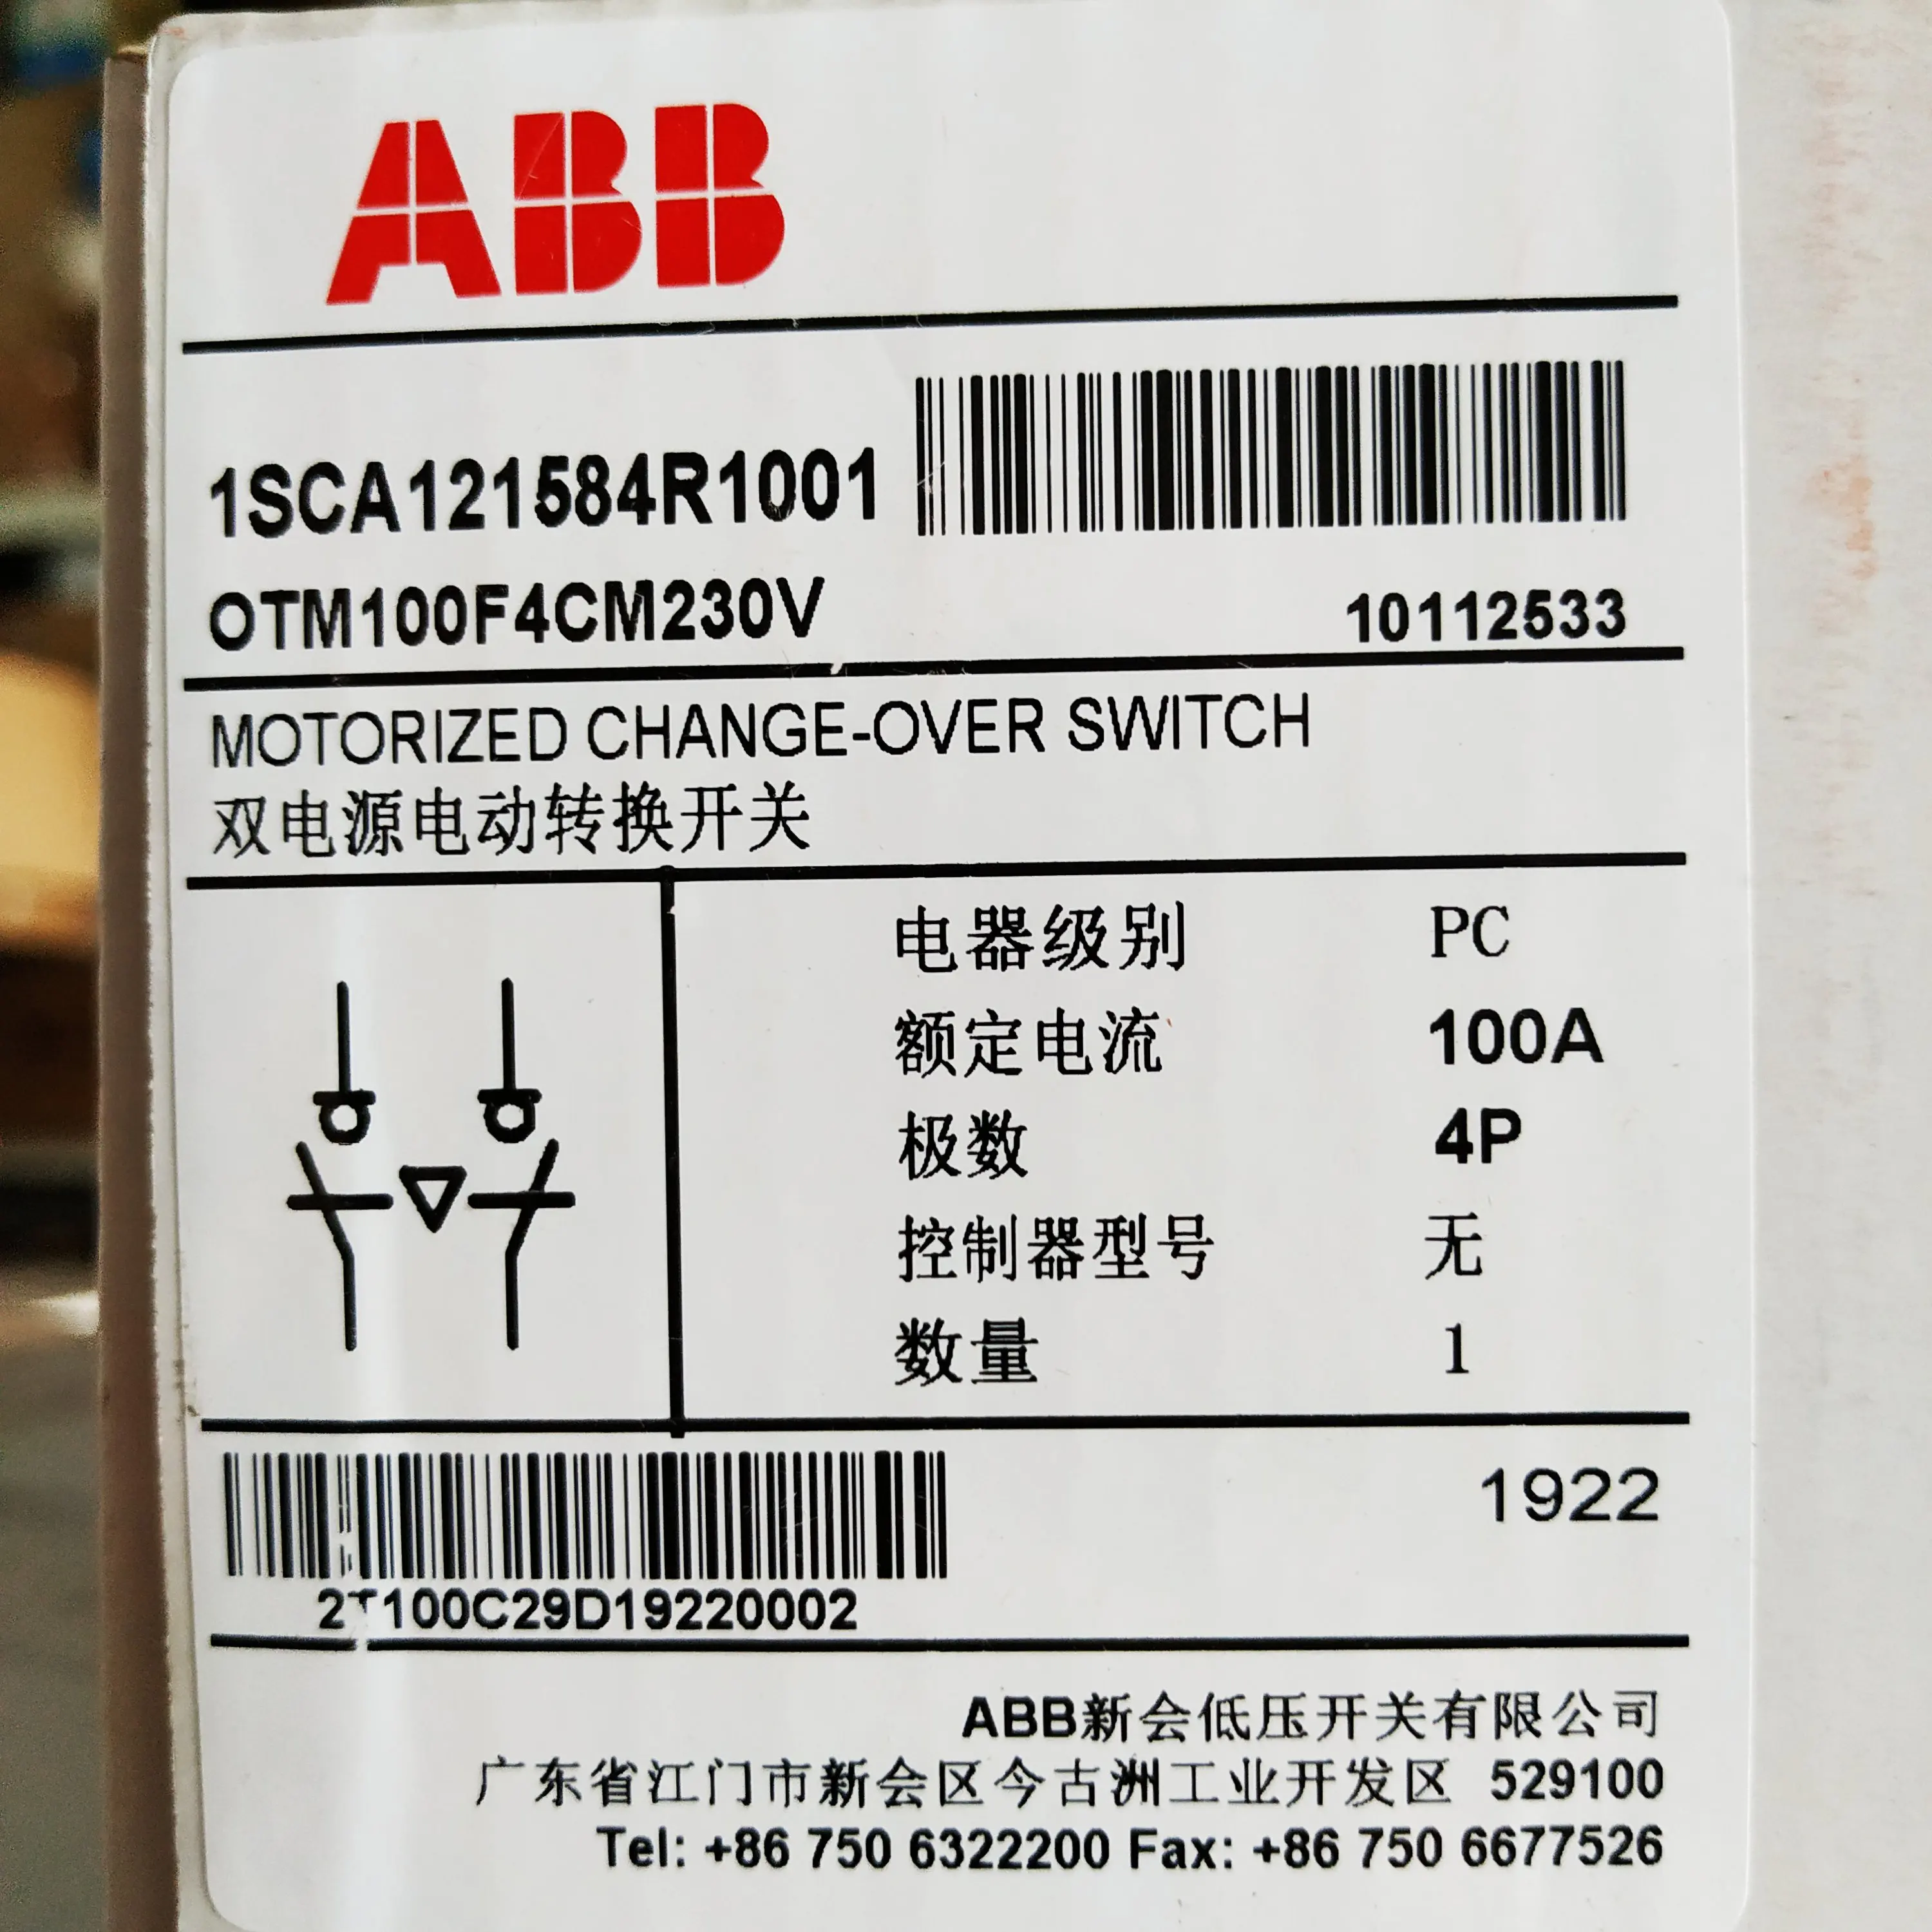 ABB
1SCA121584R1001
OTM100F4CM230V 10112533
MOTORIZED CHANGE-OVER SWITCH
双电源电动转换开关
电器级别 PC
额定电流 100A
极数 4P
控制器型号 无
数量 1
1922
2T100C29D19220002
ABB新会低压开关有限公司
广东省江门市新会区今古洲工业开发区 529100
Tel: +86 750 6322200 Fax: +86 750 6677526